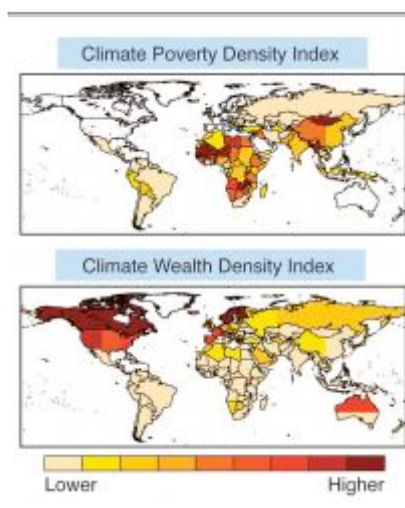 Climate Poverty Density Index
Climate Wealth Density Index
Lower Higher